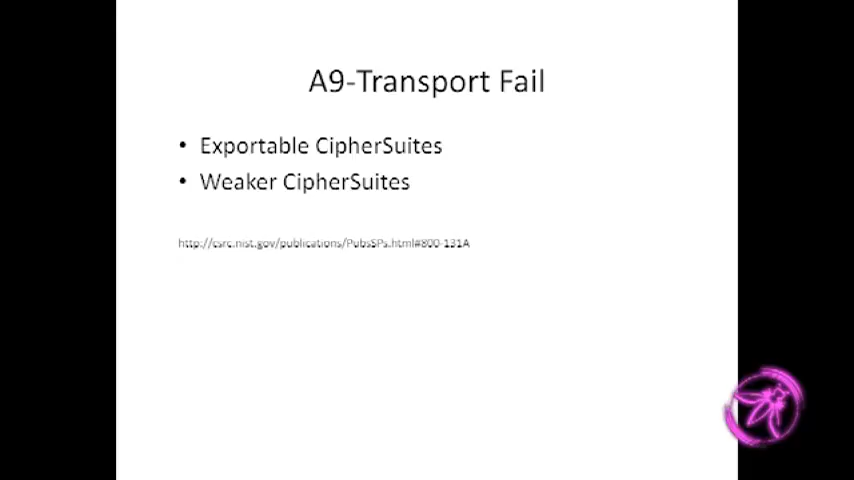 A9-Transport Fail
• Exportable CipherSuites
• Weaker CipherSuites
http://csrc.nist.gov/publications/PubsSPs.html#800-131A